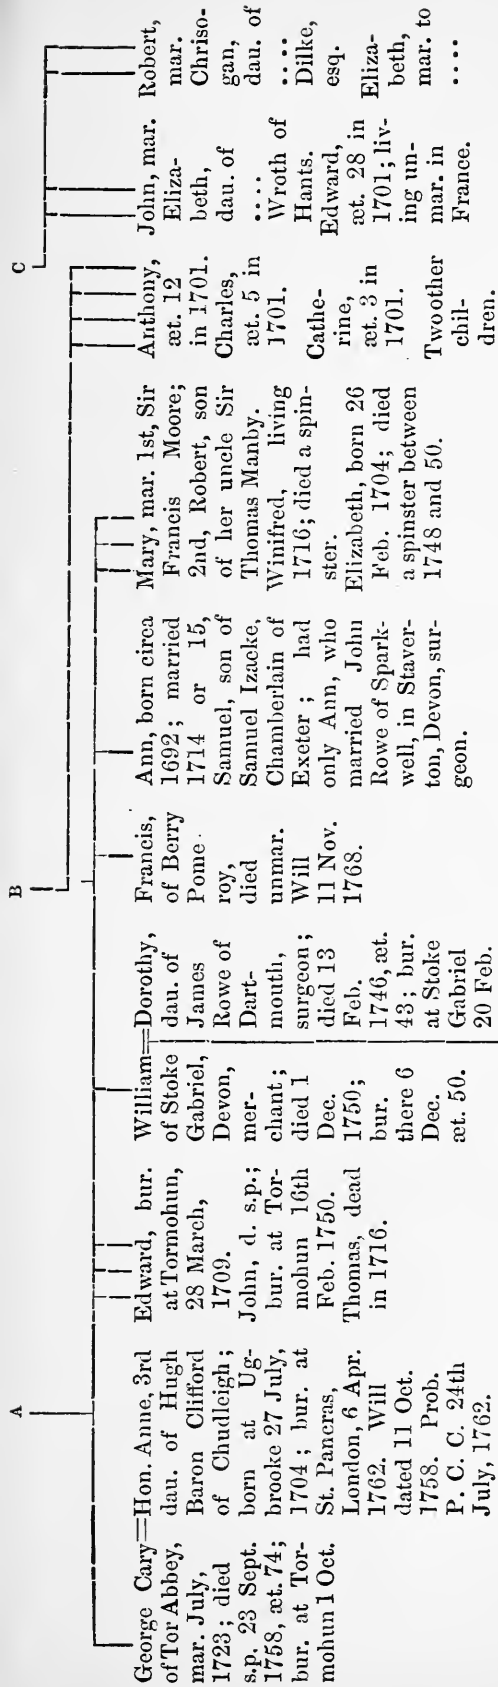 A
B
C
George Cary=Hon. Anne, 3rd
of Tor Abbey,
mar. July,
1723; died
s.p. 23 Sept.
1758, æt. 74;
bur. at Tor-
mohun 1 Oct.
dau. of Hugh
Baron Clifford
of Chudleigh;
born at Ug-
brooke 27 July,
1704; bur. at
St. Pancras,
London, 6 Apr.
1762. Will
dated 11 Oct.
1758. Prob.
P. C. C. 24th
July, 1762.
Edward, bur.
at Tormohun,
28 March,
1709.
John, d. s.p.;
bur. at Tor-
mohun 16th
Feb. 1750.
Thomas, dead
in 1716.
William=Dorothy,
of Stoke
Gabriel,
Devon,
mer-
chant;
died 1
Dec.
1750;
bur.
there 6
Dec.
æt. 50.
dau. of
James
Rowe of
Dart-
mouth,
surgeon;
died 13
Feb.
1746, æt.
43; bur.
at Stoke
Gabriel
20 Feb.
Francis,
of Berry
Pome-
roy,
died
unmar.
Will
11 Nov.
1768.
Ann, born circa
1692; married
1714 or 15,
Samuel, son of
Samuel Izacke,
Chamberlain of
Exeter; had
only Ann, who
married John
Rowe of Spark-
well, in Staver-
ton, Devon, sur-
geon.
Mary, mar. 1st, Sir
Francis Moore;
2nd, Robert, son
of her uncle Sir
Thomas Manby.
Winifred, living
1716; died a spin-
ster.
Elizabeth, born 26
Feb. 1704; died
a spinster between
1748 and 50.
Anthony,
æt. 12
in 1701.
Charles,
æt. 5 in
1701.
Cathe-
rine,
æt. 3 in
1701.
Two other
chil-
dren.
John, mar.
Eliza-
beth,
dau. of
....
Wroth of
Hants.
Edward,
æt. 28 in
1701; liv-
ing un-
mar. in
France.
Robert,
mar.
Chriso-
gan,
dau. of
....
Dilke,
esq.
Eliza-
beth,
mar. to
....